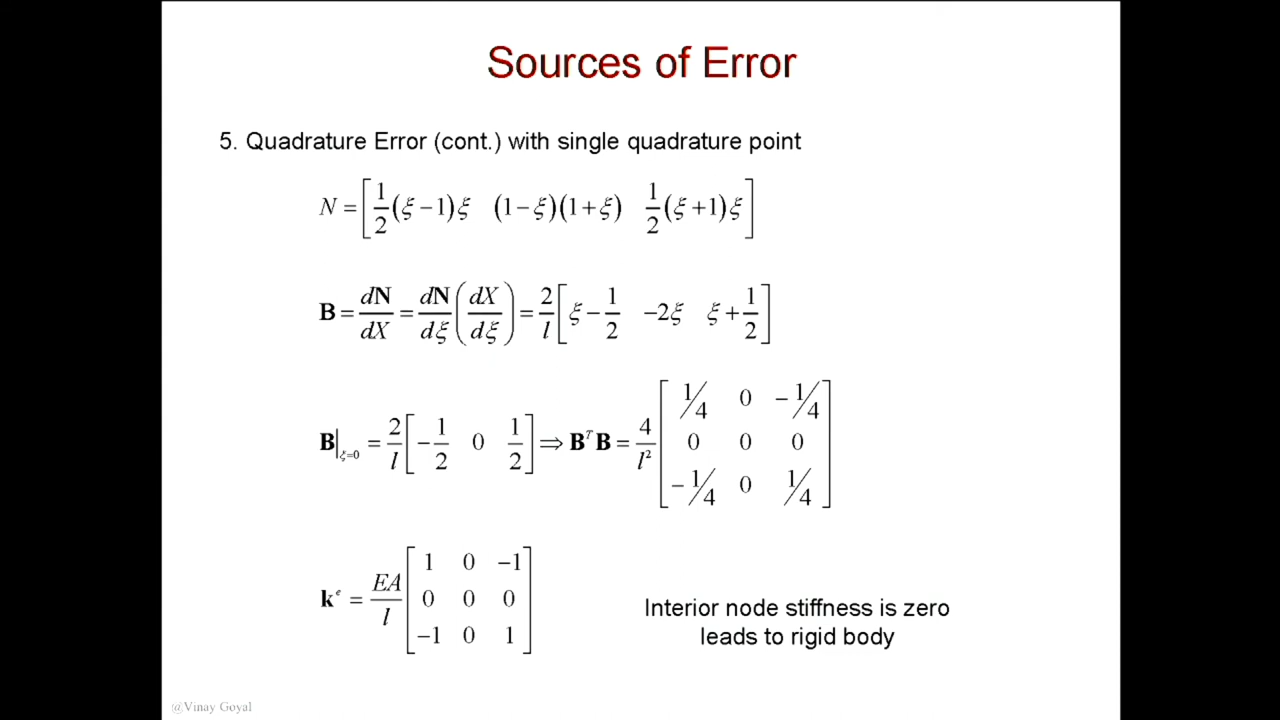 Sources of Error
5. Quadrature Error (cont.) with single quadrature point
N = [ 1/2 (ξ − 1)ξ   (1 − ξ)(1 + ξ)   1/2 (ξ + 1)ξ ]
B = dN/dX = dN/dξ (dX/dξ) = 2/l [ ξ − 1/2   −2ξ   ξ + 1/2 ]
B|ξ=0 = 2/l [ −1/2   0   1/2 ] ⇒ BᵀB = 4/l² [ 1/4   0   −1/4
0   0   0
−1/4   0   1/4 ]
kᵉ = EA/l [ 1   0   −1
0   0   0
−1   0   1 ]
Interior node stiffness is zero
leads to rigid body
@Vinay Goyal